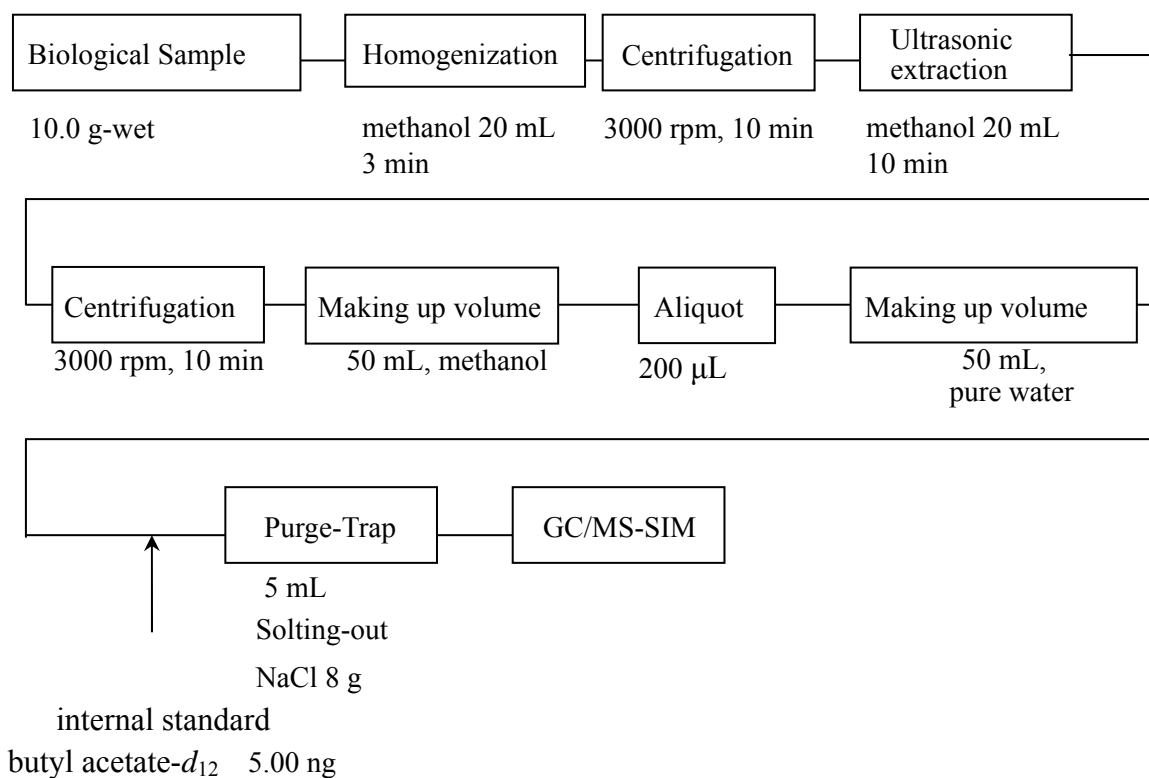 Biological Sample
10.0 g-wet
Homogenization
methanol 20 mL
3 min
Centrifugation
3000 rpm, 10 min
Ultrasonic
extraction
methanol 20 mL
10 min
Centrifugation
3000 rpm, 10 min
Making up volume
50 mL, methanol
Aliquot
200 μL
Making up volume
50 mL,
pure water
internal standard
butyl acetate-d12 5.00 ng
Purge-Trap
5 mL
Solting-out
NaCl 8 g
GC/MS-SIM